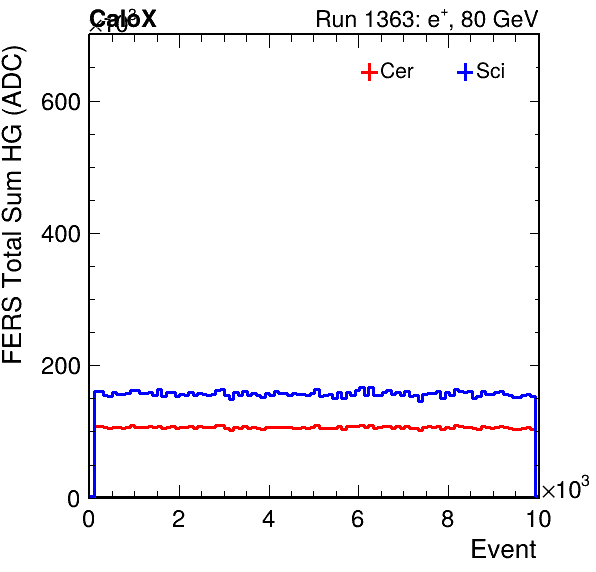 CaloX ×10³ Run 1363: e⁺, 80 GeV
Cer Sci
FERS Total Sum HG (ADC)
600
400
200
0
0 2 4 6 8 10 ×10³
Event